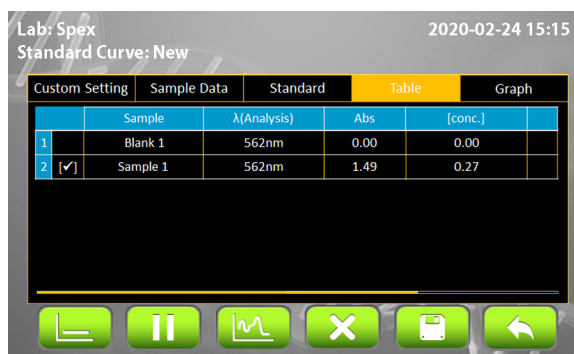 Lab: Spex 2020-02-24 15:15
Standard Curve: New
Custom Setting Sample Data Standard Table Graph
Sample λ(Analysis) Abs [conc.]
1 Blank 1 562nm 0.00 0.00
2 [✔] Sample 1 562nm 1.49 0.27